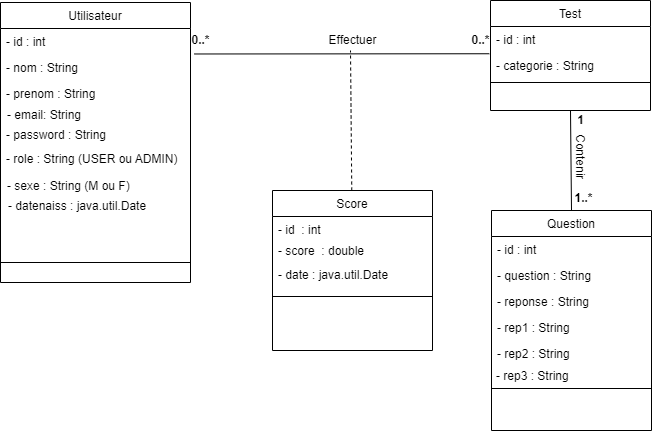 Utilisateur
- id : int
- nom : String
- prenom : String
- email: String
- password : String
- role : String (USER ou ADMIN)
- sexe : String (M ou F)
- datenaiss : java.util.Date
0..*
Effectuer
0..*
Test
- id : int
- categorie : String
1
Contenir
1..*
Score
- id : int
- score : double
- date : java.util.Date
Question
- id : int
- question : String
- reponse : String
- rep1 : String
- rep2 : String
- rep3 : String